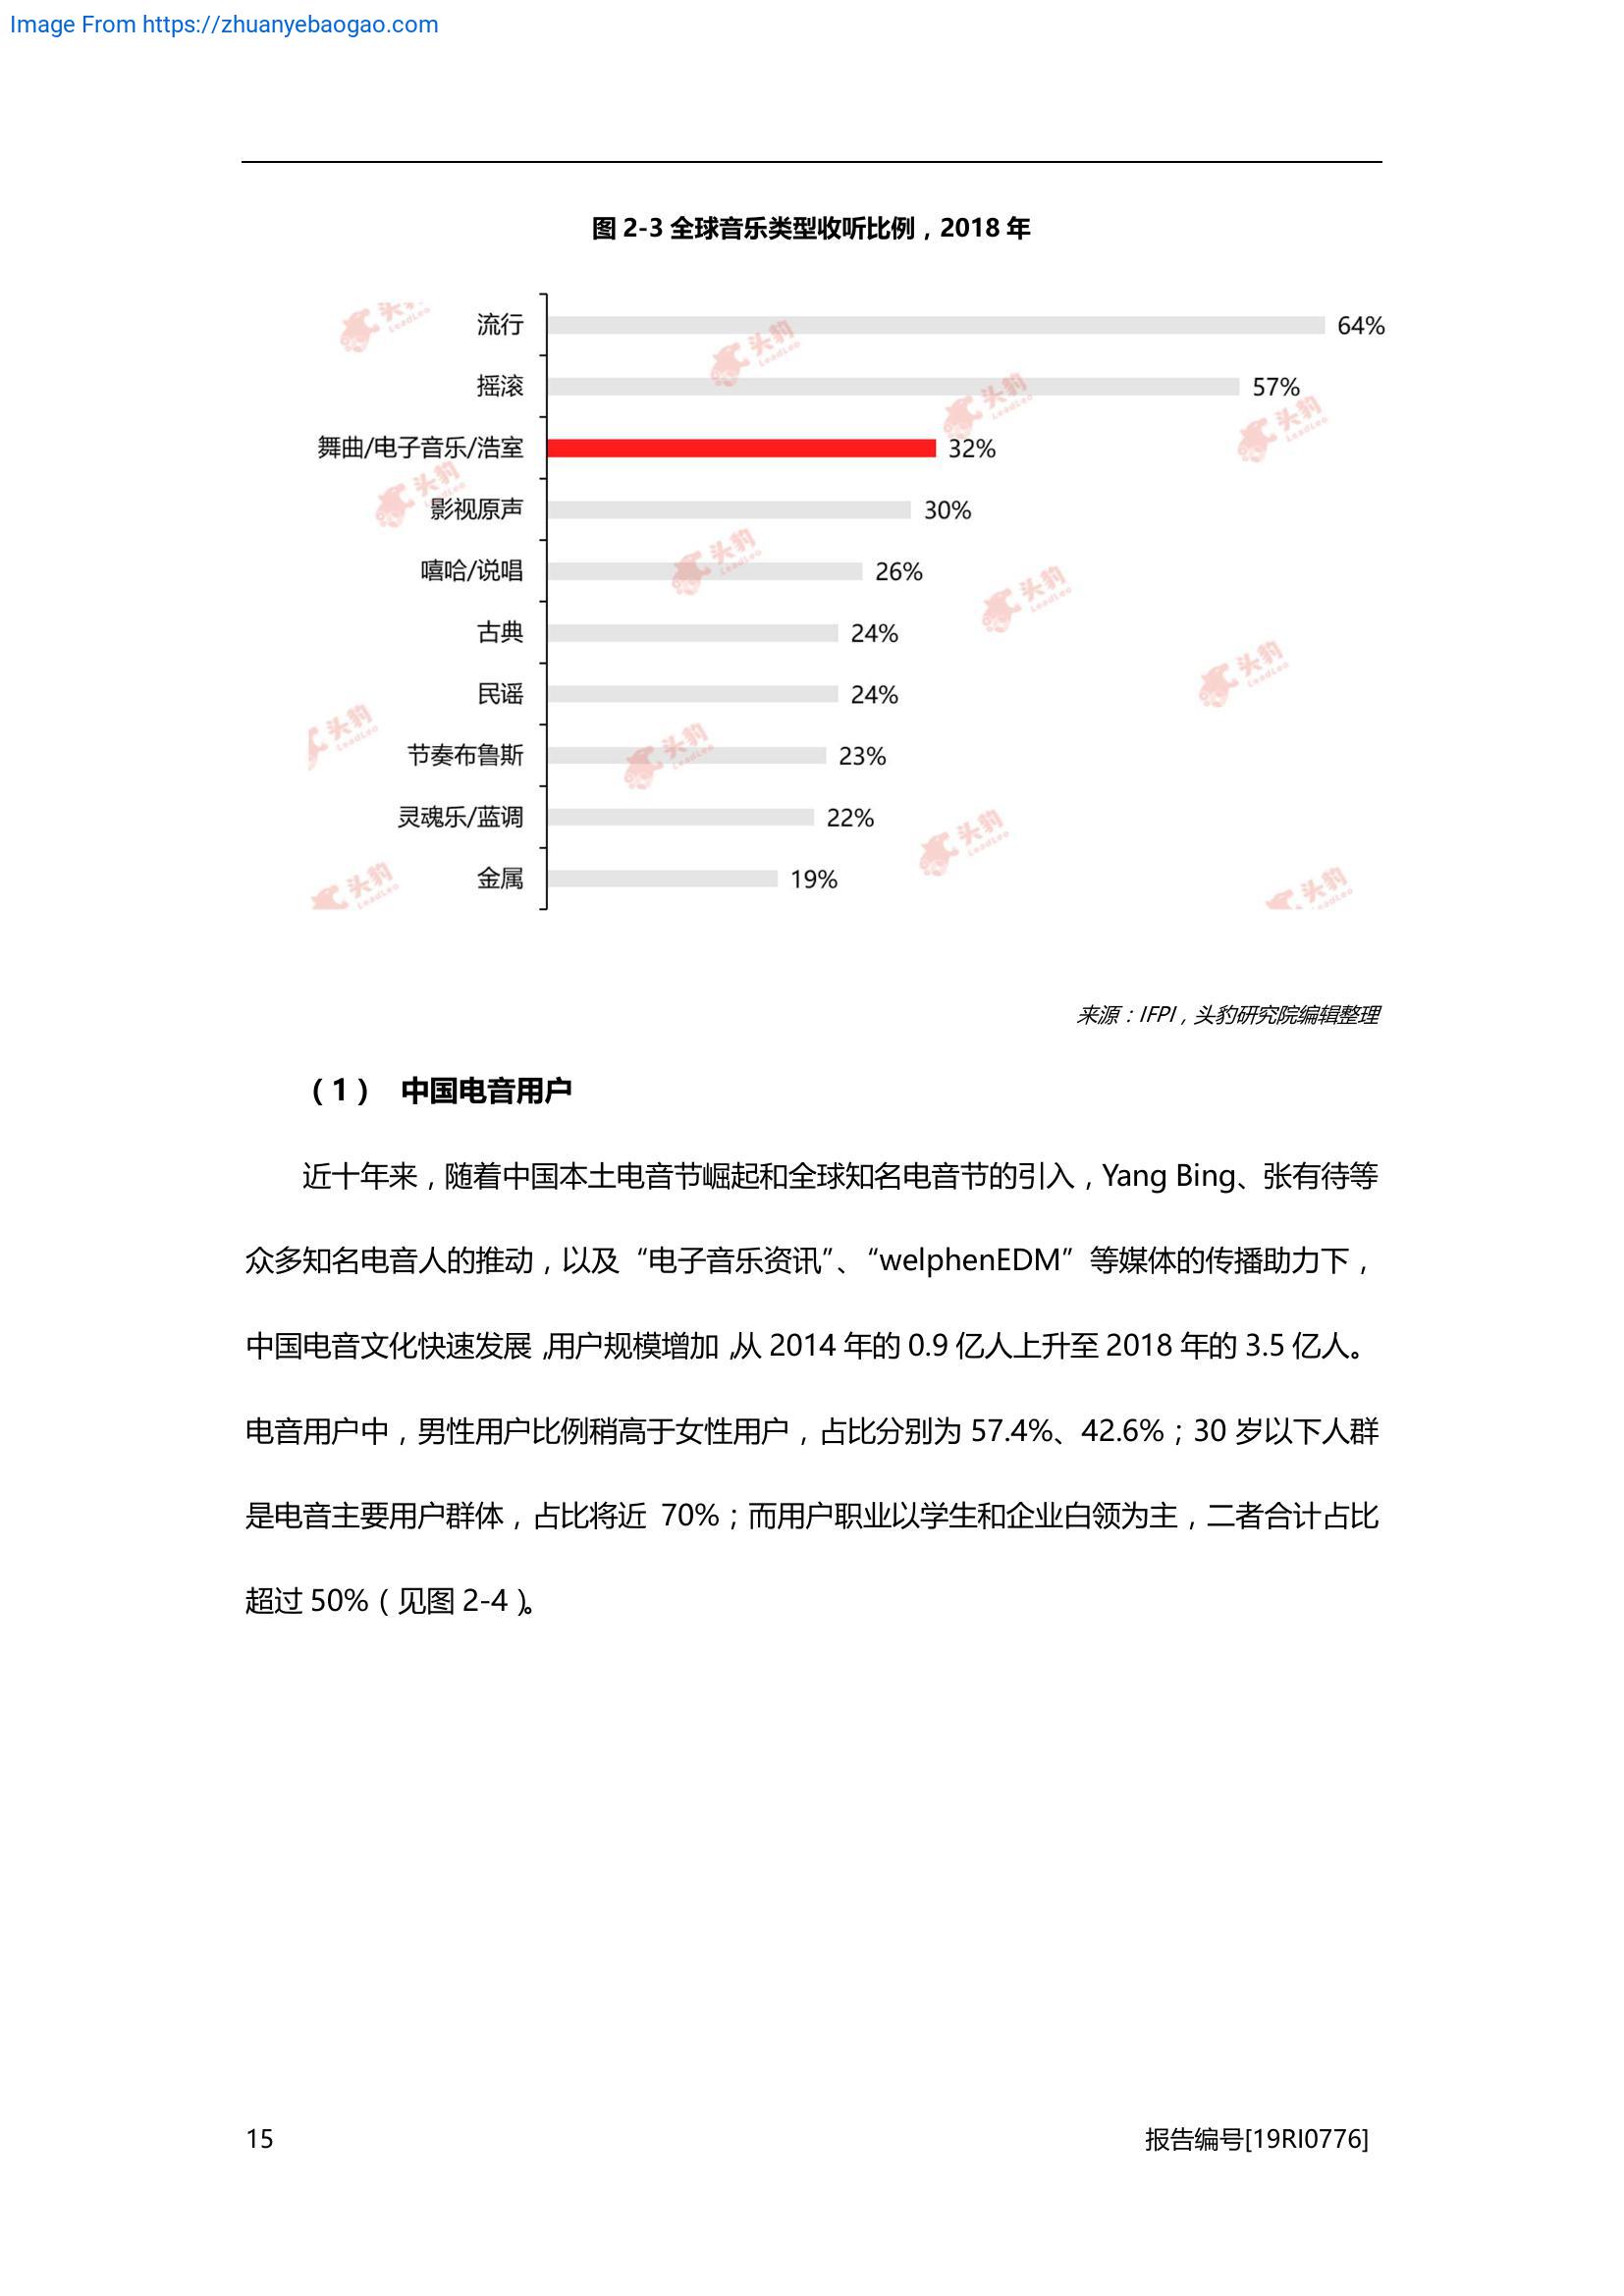 Image From https://zhuanyebaogao.com
图 2-3 全球音乐类型收听比例，2018 年
流行 64%
摇滚 57%
舞曲/电子音乐/浩室 32%
影视原声 30%
嘻哈/说唱 26%
古典 24%
民谣 24%
节奏布鲁斯 23%
灵魂乐/蓝调 22%
金属 19%
头豹
LeadLeo
来源：IFPI，头豹研究院编辑整理
（1） 中国电音用户
近十年来，随着中国本土电音节崛起和全球知名电音节的引入，Yang Bing、张有待等
众多知名电音人的推动，以及“电子音乐资讯”、“welphenEDM”等媒体的传播助力下，
中国电音文化快速发展，用户规模增加，从 2014 年的 0.9 亿人上升至 2018 年的 3.5 亿人。
电音用户中，男性用户比例稍高于女性用户，占比分别为 57.4%、42.6%；30 岁以下人群
是电音主要用户群体，占比将近 70%；而用户职业以学生和企业白领为主，二者合计占比
超过 50%（见图 2-4）。
15 报告编号[19RI0776]